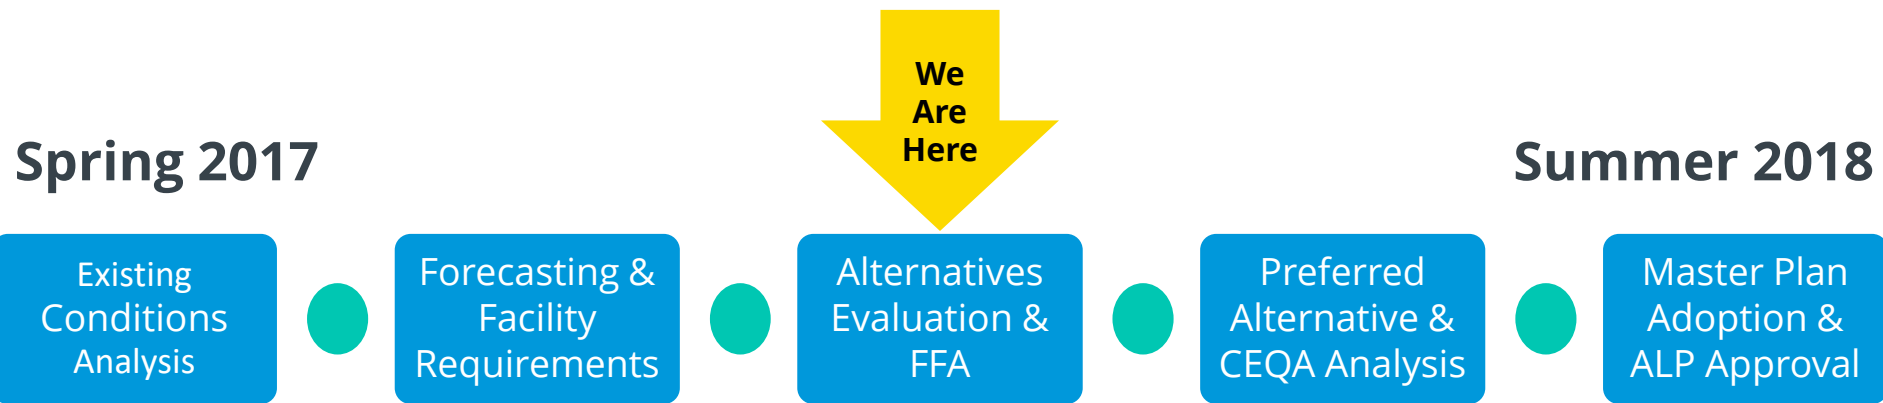 We
Are
Here
Spring 2017
Summer 2018
Existing
Conditions
Analysis
Forecasting &
Facility
Requirements
Alternatives
Evaluation &
FFA
Preferred
Alternative &
CEQA Analysis
Master Plan
Adoption &
ALP Approval